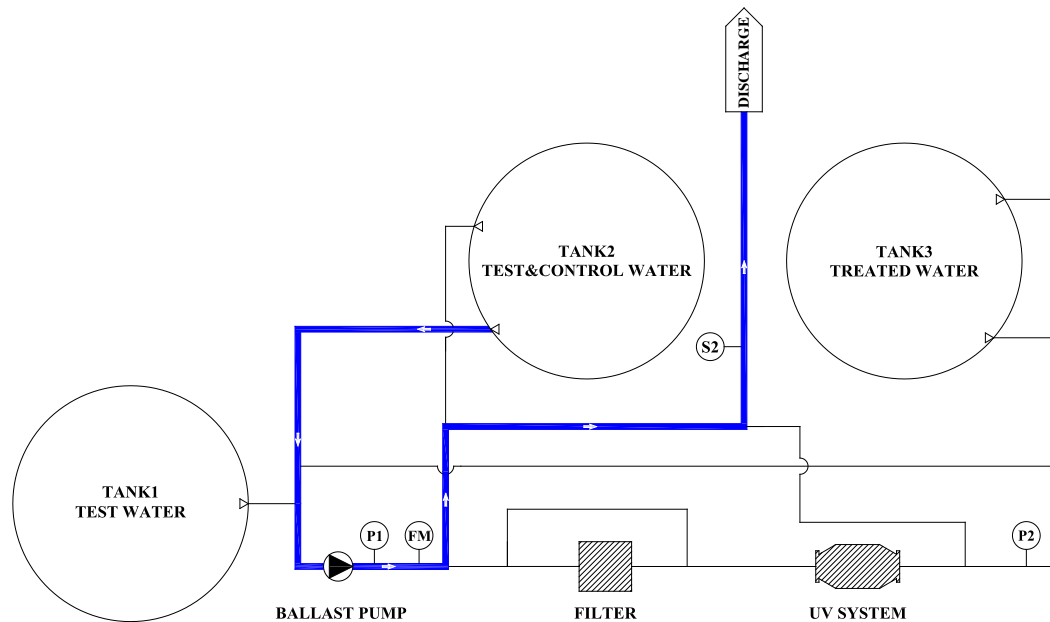 DISCHARGE
TANK2
TEST&CONTROL WATER
TANK3
TREATED WATER
S2
TANK1
TEST WATER
P1
FM
P2
BALLAST PUMP
FILTER
UV SYSTEM